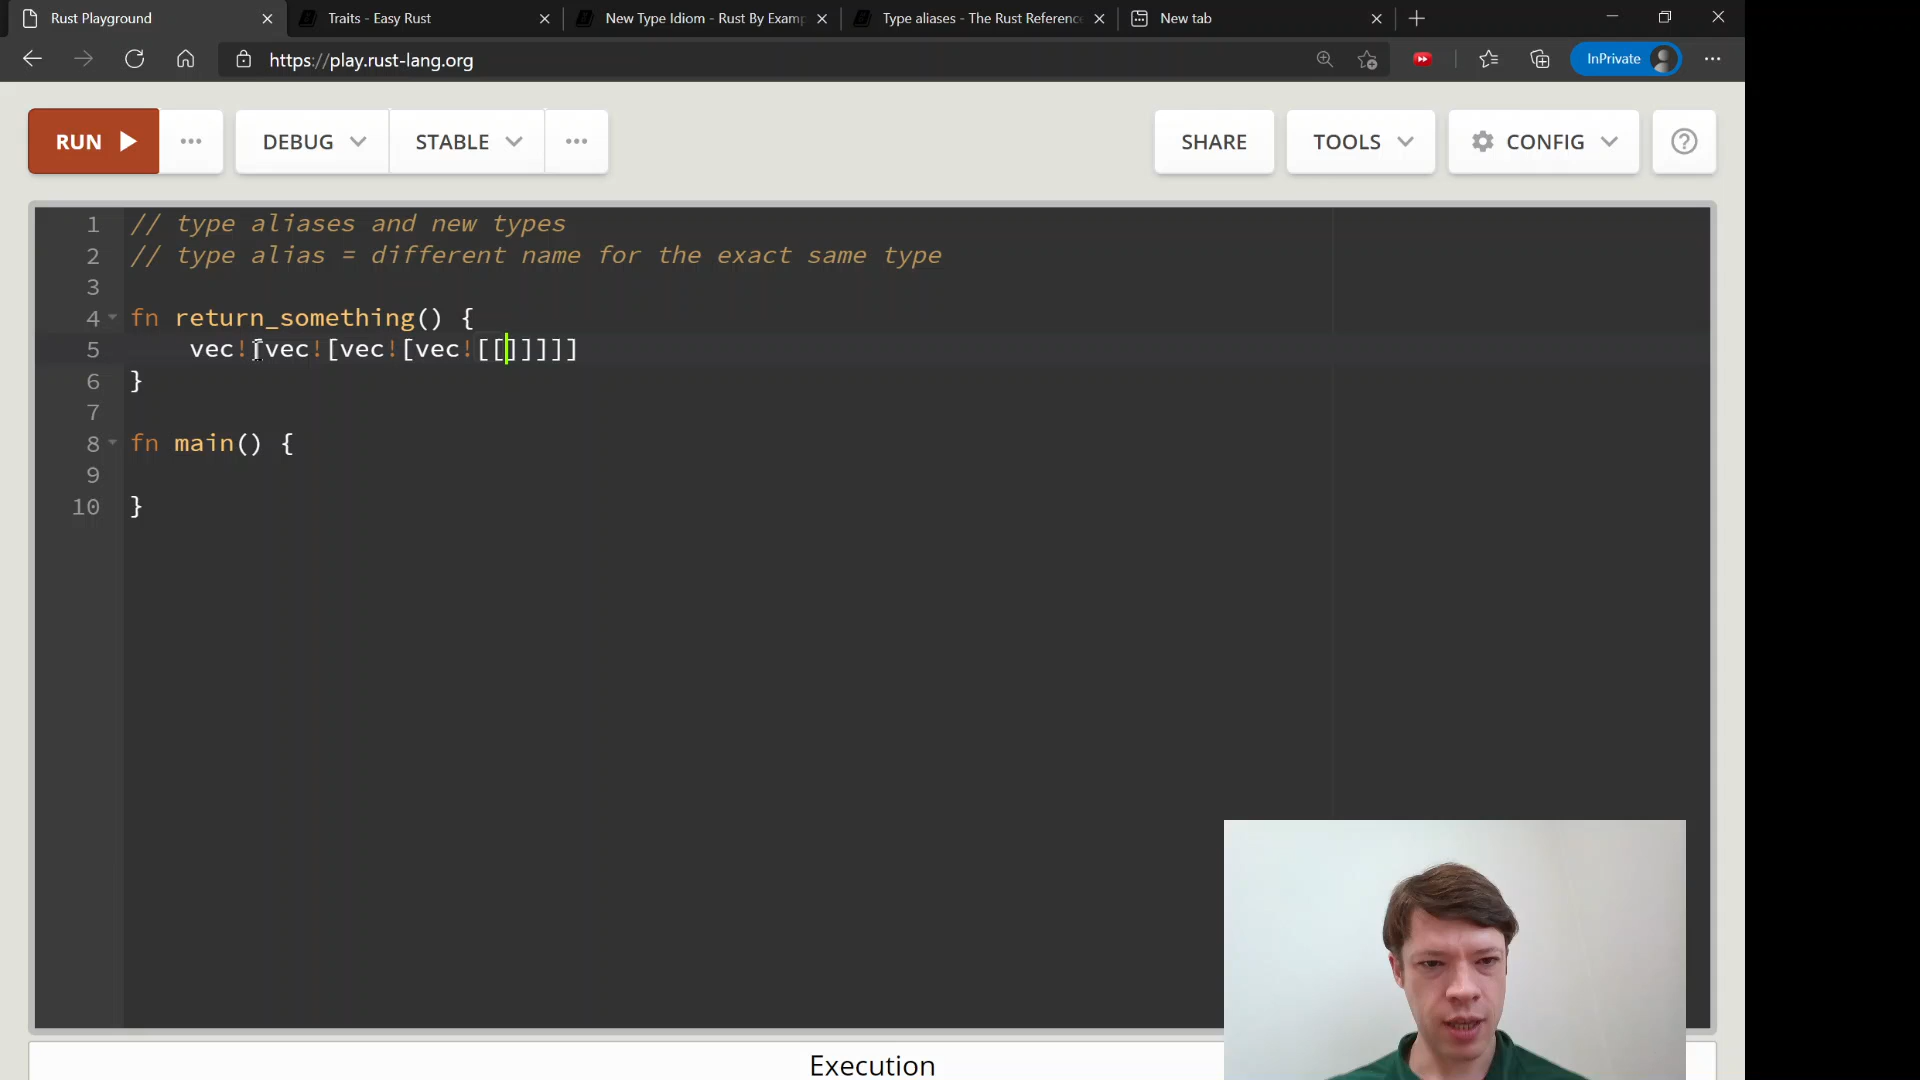 Rust Playground
Traits - Easy Rust
New Type Idiom - Rust By Examp
Type aliases - The Rust Reference
New tab
https://play.rust-lang.org
InPrivate
RUN
DEBUG
STABLE
SHARE
TOOLS
CONFIG
1 // type aliases and new types
2 // type alias = different name for the exact same type
3
4 fn return_something() {
5 vec![vec![vec![vec![[]]]]]
6 }
7
8 fn main() {
9
10 }
Execution